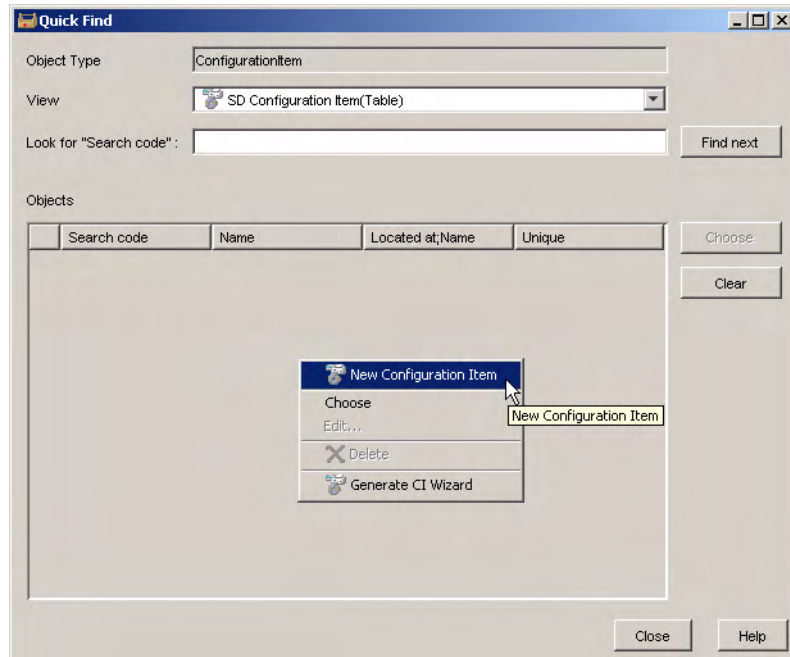 Quick Find
Object Type ConfigurationItem
View SD Configuration Item(Table)
Look for "Search code" : Find next
Objects
Search code Name Located at;Name Unique Choose
Clear
New Configuration Item
Choose
New Configuration Item
Edit...
Delete
Generate CI Wizard
Close Help